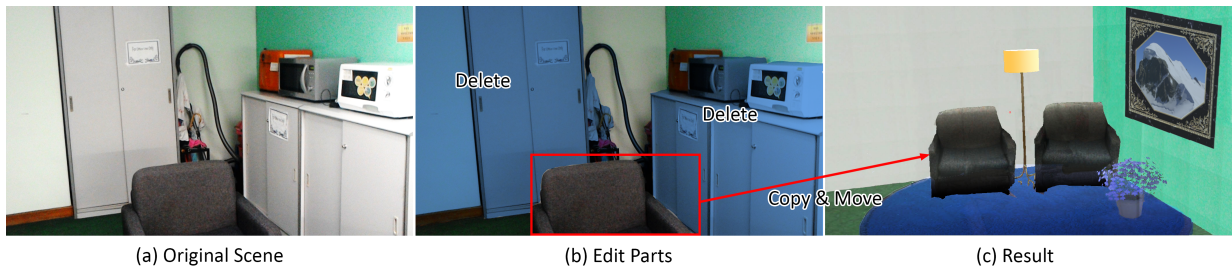 Delete
Delete
Copy & Move
(a) Original Scene
(b) Edit Parts
(c) Result